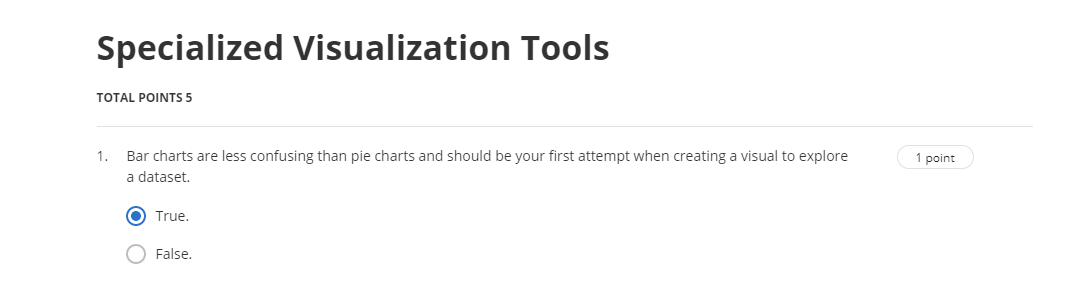 Specialized Visualization Tools
TOTAL POINTS 5
1. Bar charts are less confusing than pie charts and should be your first attempt when creating a visual to explore
a dataset.
1 point
True.
False.